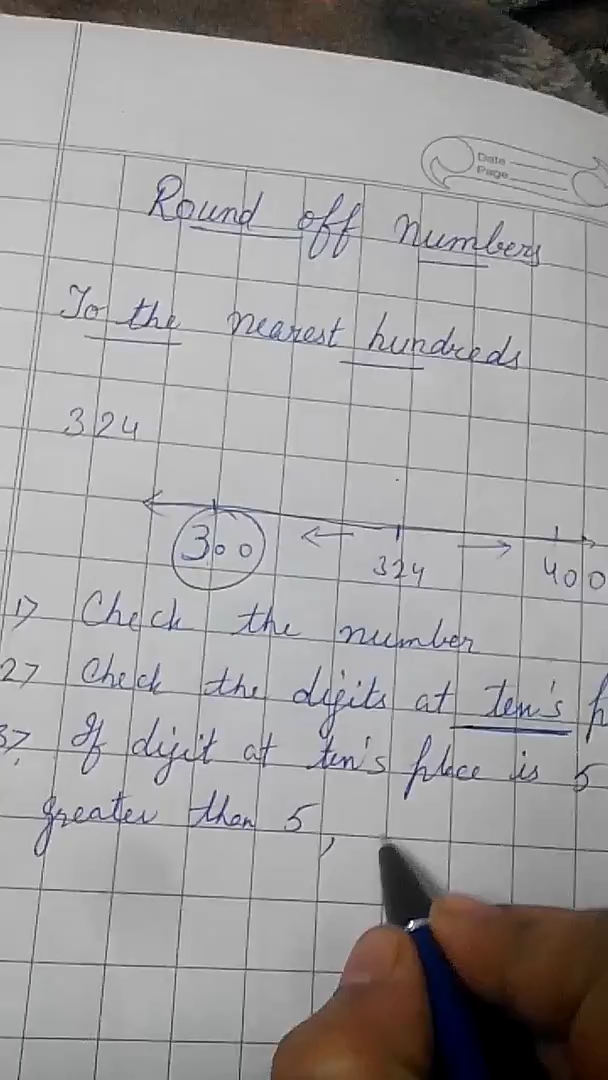 Date
Page
Round off numbers
To the nearest hundreds
324
300 324 400
1> Check the number
2> Check the digits at ten's
3> If digit at ten's place is 5
greater than 5,